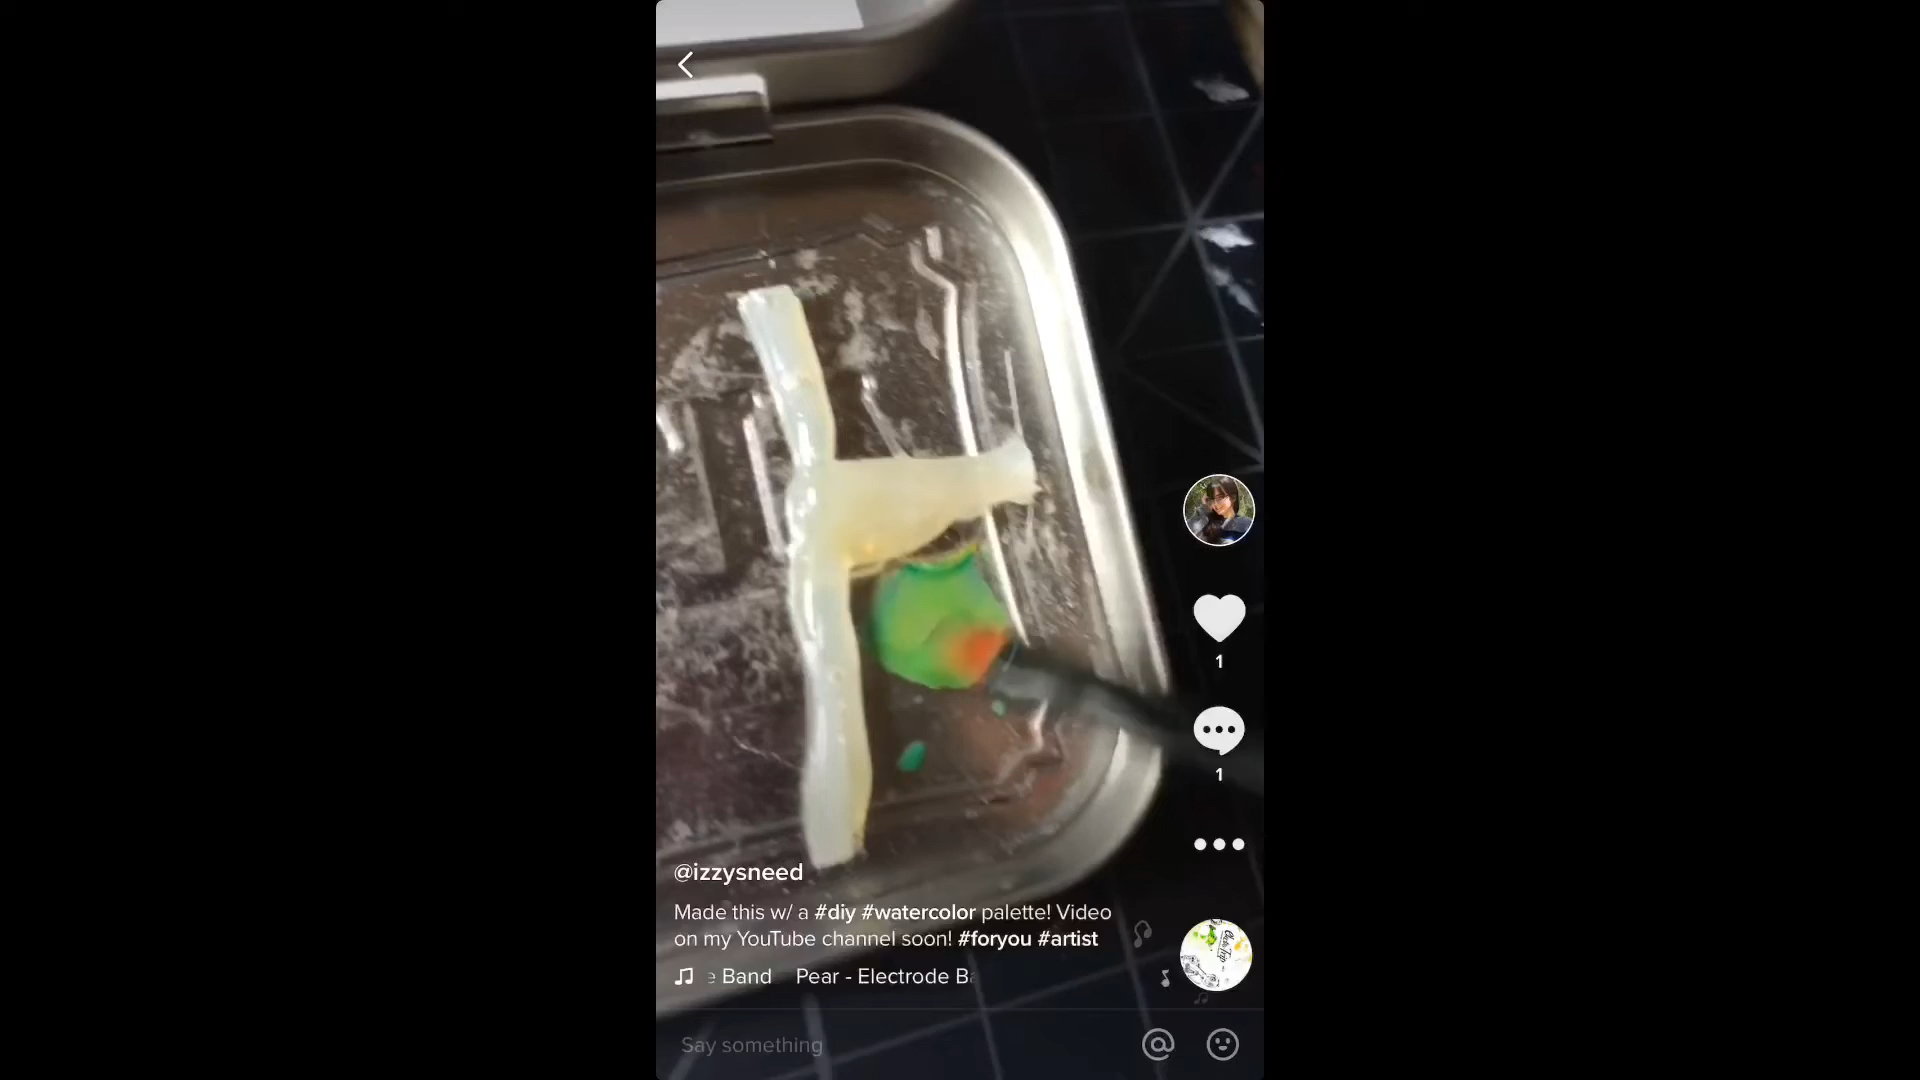 1
1
@izzysneed
Made this w/ a #diy #watercolor palette! Video
on my YouTube channel soon! #foryou #artist
e Band Pear - Electrode Ba
Say something